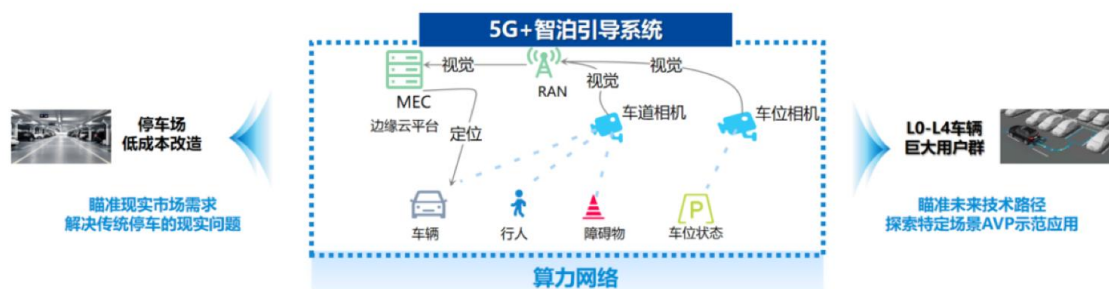 5G+智泊引导系统
视觉
视觉
视觉
MEC
RAN
边缘云平台
定位
车道相机
车位相机
停车场
低成本改造
L0-L4车辆
巨大用户群
瞄准现实市场需求
解决传统停车的现实问题
P
车辆
行人
障碍物
车位状态
瞄准未来技术路径
探索特定场景AVP示范应用
算力网络